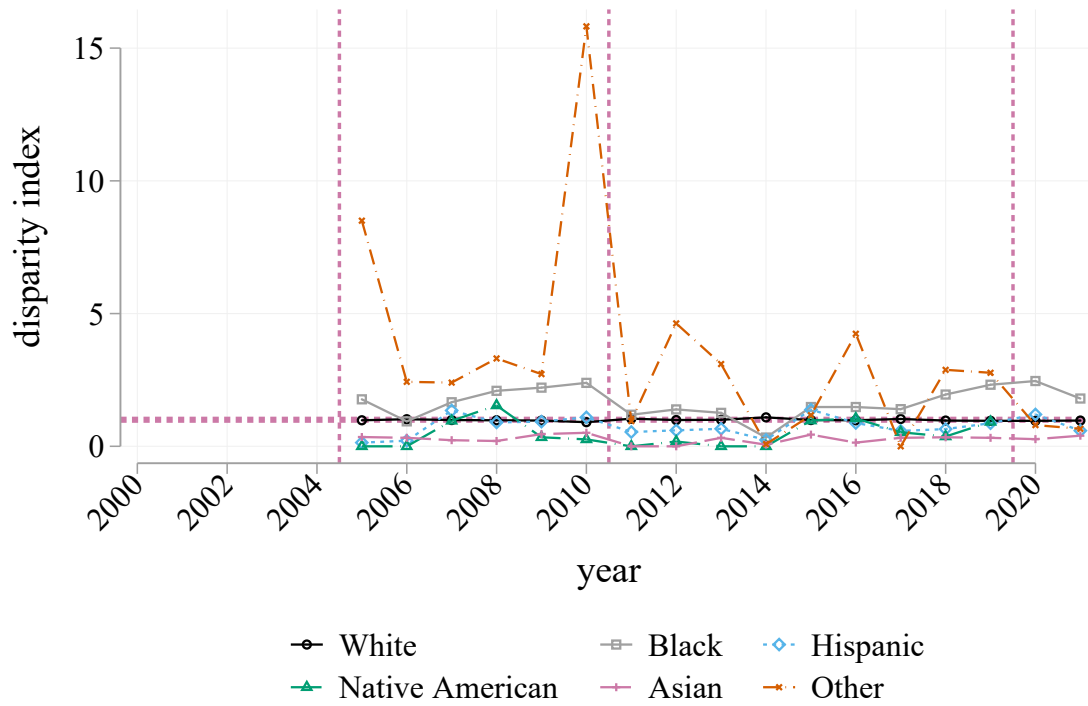 15
10
5
0
disparity index
2000 2002 2004 2006 2008 2010 2012 2014 2016 2018 2020
year
White Black Hispanic
Native American Asian Other